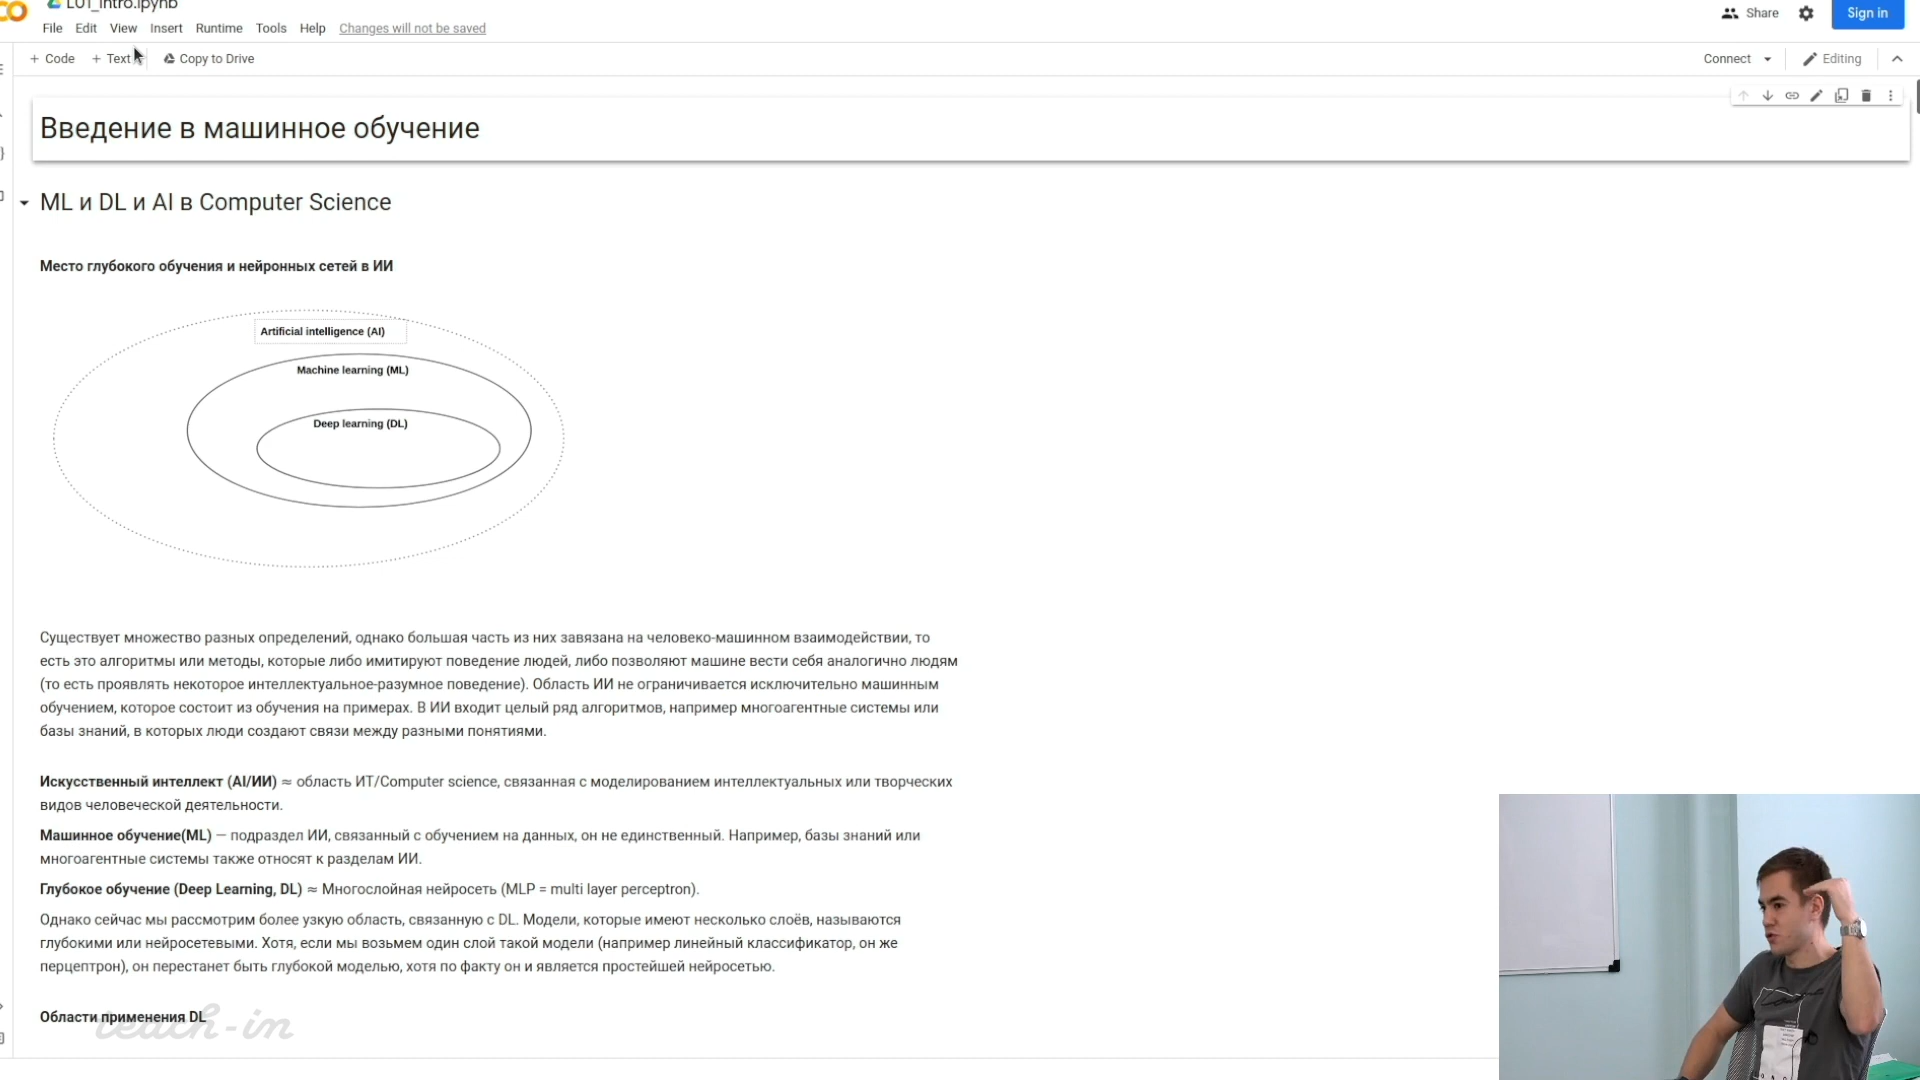 L01_Intro.ipynb
File Edit View Insert Runtime Tools Help Changes will not be saved
Share Sign in
+ Code + Text Copy to Drive
Connect Editing
Введение в машинное обучение
ML и DL и AI в Computer Science
Место глубокого обучения и нейронных сетей в ИИ
Artificial intelligence (AI)
Machine learning (ML)
Deep learning (DL)
Существует множество разных определений, однако большая часть из них завязана на человеко-машинном взаимодействии, то
есть это алгоритмы или методы, которые либо имитируют поведение людей, либо позволяют машине вести себя аналогично людям
(то есть проявлять некоторое интеллектуальное-разумное поведение). Область ИИ не ограничивается исключительно машинным
обучением, которое состоит из обучения на примерах. В ИИ входит целый ряд алгоритмов, например многоагентные системы или
базы знаний, в которых люди создают связи между разными понятиями.
Искусственный интеллект (AI/ИИ) ≈ область ИТ/Computer science, связанная с моделированием интеллектуальных или творческих
видов человеческой деятельности.
Машинное обучение(ML) — подраздел ИИ, связанный с обучением на данных, он не единственный. Например, базы знаний или
многоагентные системы также относят к разделам ИИ.
Глубокое обучение (Deep Learning, DL) ≈ Многослойная нейросеть (MLP = multi layer perceptron).
Однако сейчас мы рассмотрим более узкую область, связанную с DL. Модели, которые имеют несколько слоёв, называются
глубокими или нейросетевыми. Хотя, если мы возьмем один слой такой модели (например линейный классификатор, он же
перцептрон), он перестанет быть глубокой моделью, хотя по факту он и является простейшей нейросетью.
Области применения DL
teach-in